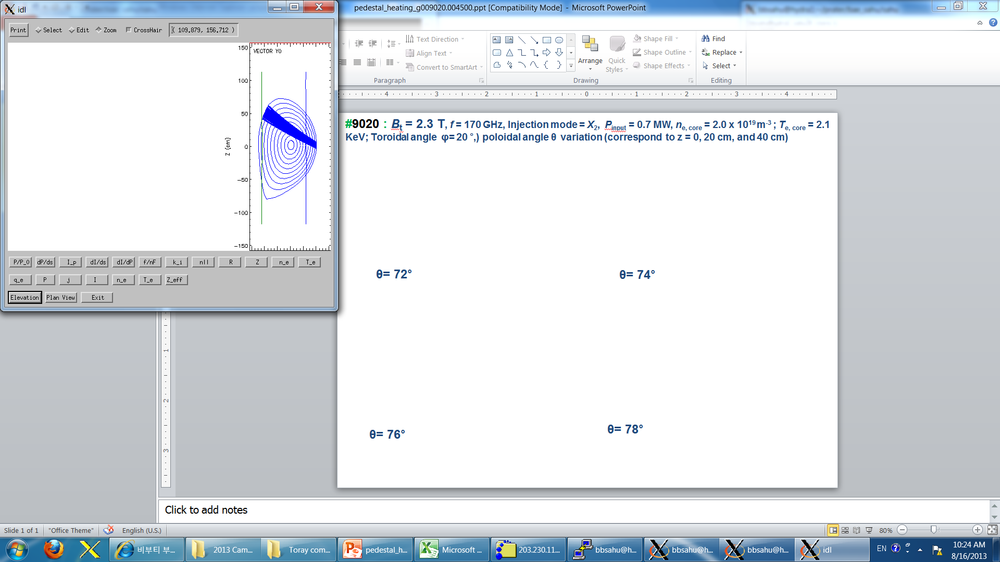 idl
Print Select Edit Zoom CrossHair ( 109.879, 156.712 )
VECTOR YO
150
100
50
0
−50
−100
−150
Z (cm)
P/P_0 dP/ds I_p dI/ds dI/dP f/nF k_i nll R Z n_e T_e
q_e P j I n_e T_e Z_eff
Elevation Plan View Exit
pedestal_heating_g009020.004500.ppt [Compatibility Mode] - Microsoft PowerPoint
Text Direction
Align Text
Convert to SmartArt
Paragraph
Arrange
Quick Styles
Shape Fill
Shape Outline
Shape Effects
Drawing
Find
Replace
Select
Editing
4 3 2 1 0 1 2 3 4
#9020 : Bt = 2.3 T, f = 170 GHz, Injection mode = X2, Pinput = 0.7 MW, ne, core = 2.0 x 10^19 m^-3 ; Te, core = 2.1
KeV; Toroidal angle φ= 20 °,) poloidal angle θ variation (correspond to z = 0, 20 cm, and 40 cm)
θ= 72°
θ= 74°
θ= 76°
θ= 78°
1
2
3
Click to add notes
Slide 1 of 1 "Office Theme" English (U.S.) 80%
비부티 부... 2013 Cam... Toray com... pedestal_h... Microsoft ... 203.230.11... bbsahu@h... bbsahu@h... bbsahu@h... idl EN 10:24 AM
8/16/2013